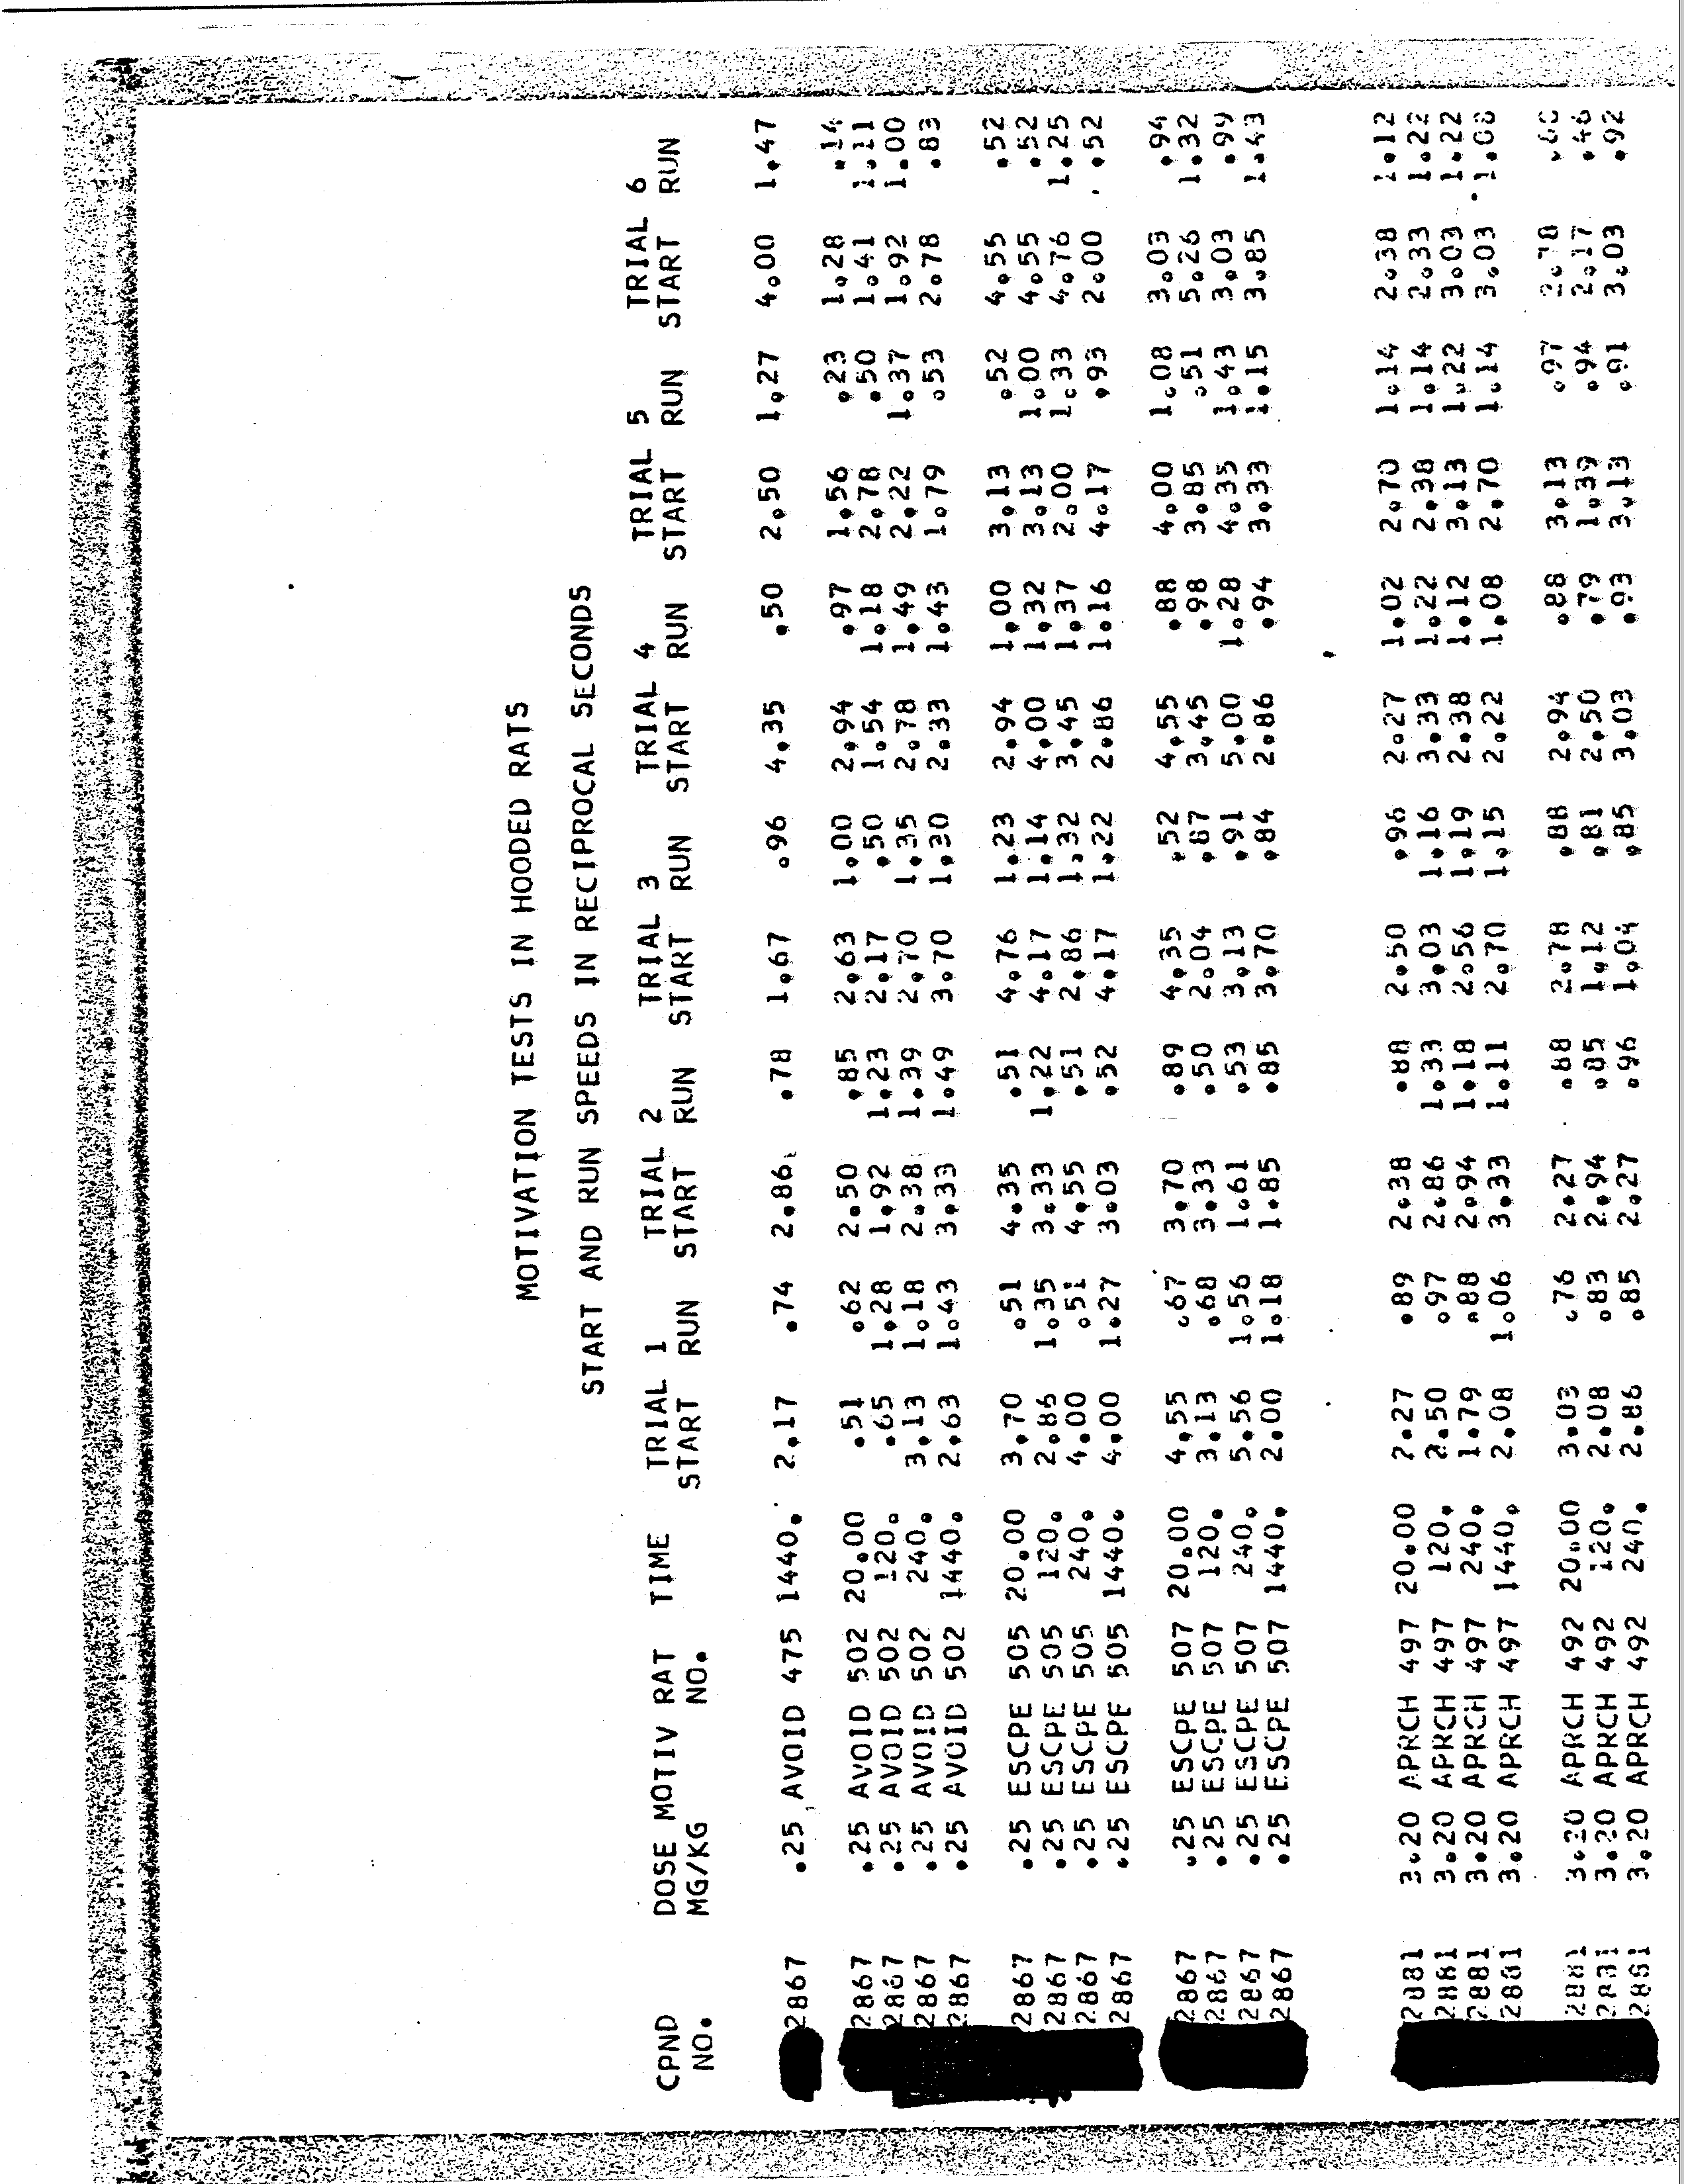 MOTIVATION TESTS IN HOODED RATS
START AND RUN SPEEDS IN RECIPROCAL SECONDS
CPND DOSE MOTIV RAT TIME TRIAL 1 TRIAL 2 TRIAL 3 TRIAL 4 TRIAL 5 TRIAL 6
NO. MG/KG NO. START RUN START RUN START RUN START RUN START RUN START RUN
2867 .25 AVOID 475 1440. 2.17 .74 2.86 .78 1.67 .96 4.35 .50 2.50 1.27 4.00 1.47
2867 .25 AVOID 502 20.00 .51 .62 2.50 .85 2.63 1.00 2.94 .97 1.56 .23 1.28 .14
2867 .25 AVOID 502 120. .65 1.28 1.92 1.23 2.17 .50 1.54 1.18 2.78 .50 1.41 1.11
2867 .25 AVOID 502 240. 3.13 1.18 2.38 1.39 2.70 1.35 2.78 1.49 2.22 1.37 1.92 1.00
2867 .25 AVOID 502 1440. 2.63 1.43 3.33 1.49 3.70 1.30 2.33 1.43 1.79 .53 2.78 .83
2867 .25 ESCPE 505 20.00 3.70 .51 4.35 .51 4.76 1.23 2.94 1.00 3.13 .52 4.55 .52
2867 .25 ESCPE 505 120. 2.86 1.35 3.33 1.22 4.17 1.14 4.00 1.32 3.13 1.00 4.55 .52
2867 .25 ESCPE 505 240. 4.00 .51 4.55 .51 2.86 1.32 3.45 1.37 2.00 1.33 4.76 1.25
2867 .25 ESCPE 505 1440. 4.00 1.27 3.03 .52 4.17 1.22 2.86 1.16 4.17 .93 2.00 .52
2867 .25 ESCPE 507 20.00 4.55 .67 3.70 .89 4.35 .52 4.55 .88 4.00 1.08 3.03 .94
2867 .25 ESCPE 507 120. 3.13 .68 3.33 .50 2.04 .87 3.45 .98 3.85 .51 5.26 1.32
2867 .25 ESCPE 507 240. 5.56 1.56 1.61 .53 3.13 .91 5.00 1.28 4.35 1.43 3.03 .99
2867 .25 ESCPE 507 1440. 2.00 1.18 1.85 .85 3.70 .84 2.86 .94 3.33 1.15 3.85 1.43
2881 3.20 APRCH 497 20.00 2.27 .89 2.38 .88 2.50 .96 2.27 1.02 2.70 1.14 2.38 1.12
2881 3.20 APRCH 497 120. 2.50 .97 2.86 1.33 3.03 1.16 3.33 1.22 2.38 1.14 2.33 1.22
2881 3.20 APRCH 497 240. 1.79 .88 2.94 1.18 2.56 1.19 2.38 1.12 3.13 1.22 3.03 1.22
2881 3.20 APRCH 497 1440. 2.08 1.06 3.33 1.11 2.70 1.15 2.22 1.08 2.70 1.14 3.03 1.08
2881 3.20 APRCH 492 20.00 3.03 .76 2.27 .88 2.78 .88 2.94 .88 3.13 .97 2.78
2881 3.20 APRCH 492 120. 2.08 .83 2.94 .85 1.12 .81 2.50 .79 1.39 .94 2.17 .46
2881 3.20 APRCH 492 240. 2.86 .85 2.27 .96 1.04 .85 3.03 .93 3.13 .91 3.03 .92